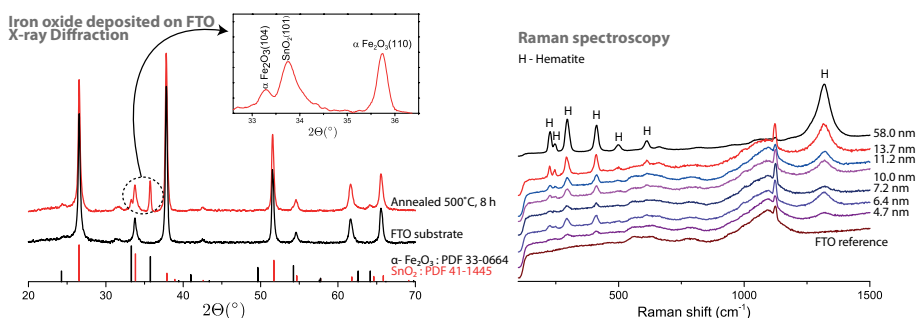 Iron oxide deposited on FTO
X-ray Diffraction
α Fe2O3(104)
SnO2(101)
α Fe2O3(110)
33 34 35 36
2Θ(°)
Annealed 500˚C, 8 h
FTO substrate
α- Fe2O3 : PDF 33-0664
SnO2 : PDF 41-1445
20 30 40 50 60 70
2Θ(°)
Raman spectroscopy
H - Hematite
H
H
H
H
H
H
H
58.0 nm
13.7 nm
11.2 nm
10.0 nm
7.2 nm
6.4 nm
4.7 nm
FTO reference
500 1000 1500
Raman shift (cm-1)